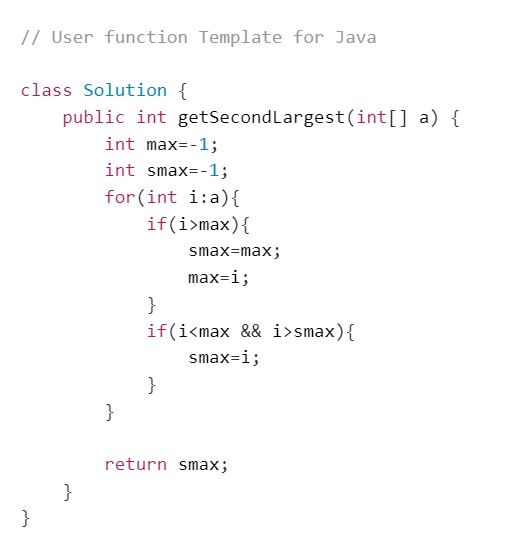 // User function Template for Java
class Solution {
    public int getSecondLargest(int[] a) {
        int max=-1;
        int smax=-1;
        for(int i:a){
            if(i>max){
                smax=max;
                max=i;
            }
            if(i<max && i>smax){
                smax=i;
            }
        }
        return smax;
    }
}